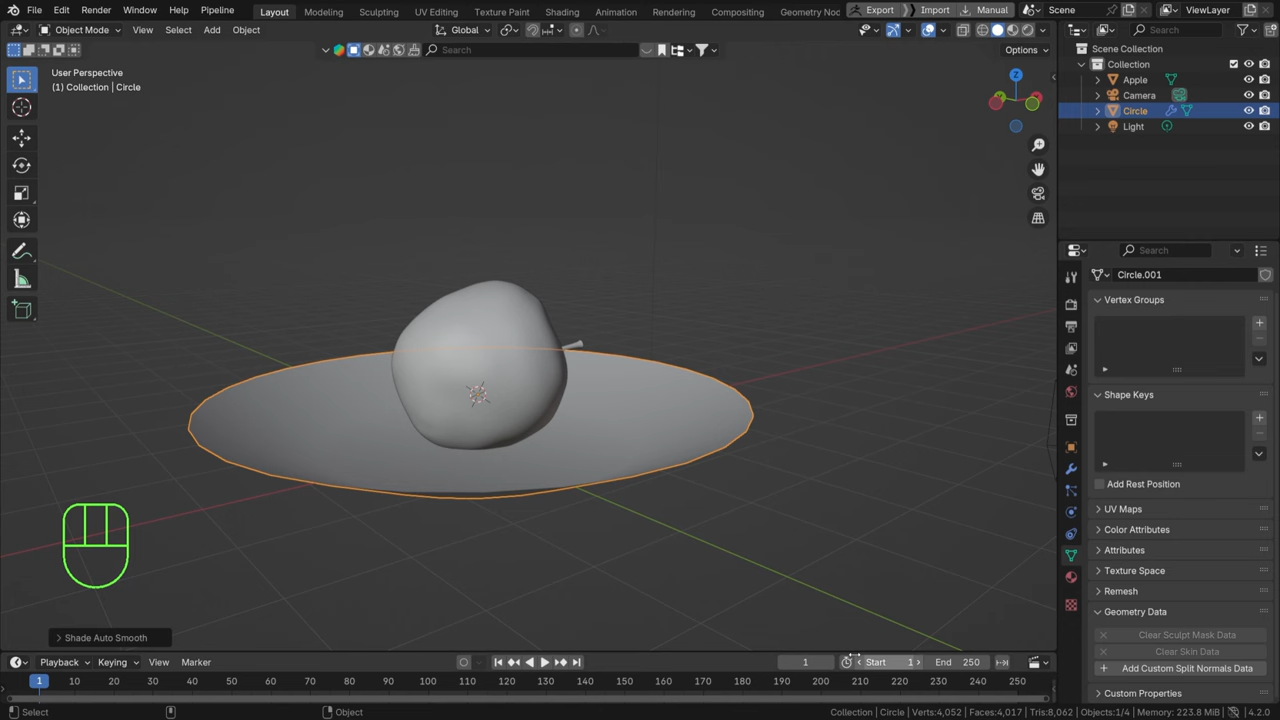 File Edit Render Window Help Pipeline Layout Modeling Sculpting UV Editing Texture Paint Shading Animation Rendering Compositing Geometry Noc Export Import Manual Scene ViewLayer
Object Mode View Select Add Object Global Search
Search Options
User Perspective
(1) Collection | Circle
Z
Scene Collection
Collection
Apple
Camera
Circle
Light
Search
Circle.001
Vertex Groups
Shape Keys
Add Rest Position
UV Maps
Color Attributes
Attributes
Texture Space
Remesh
Geometry Data
Clear Sculpt Mask Data
Clear Skin Data
Add Custom Split Normals Data
Custom Properties
Shade Auto Smooth
Playback Keying View Marker 1 Start 1 End 250
1 10 20 30 40 50 60 70 80 90 100 110 120 130 140 150 160 170 180 190 200 210 220 230 240 250
Select Object Collection | Circle | Verts:4,052 | Faces:4,017 | Tris:8,062 | Objects:1/4 | Memory: 223.8 MiB 4.2.0